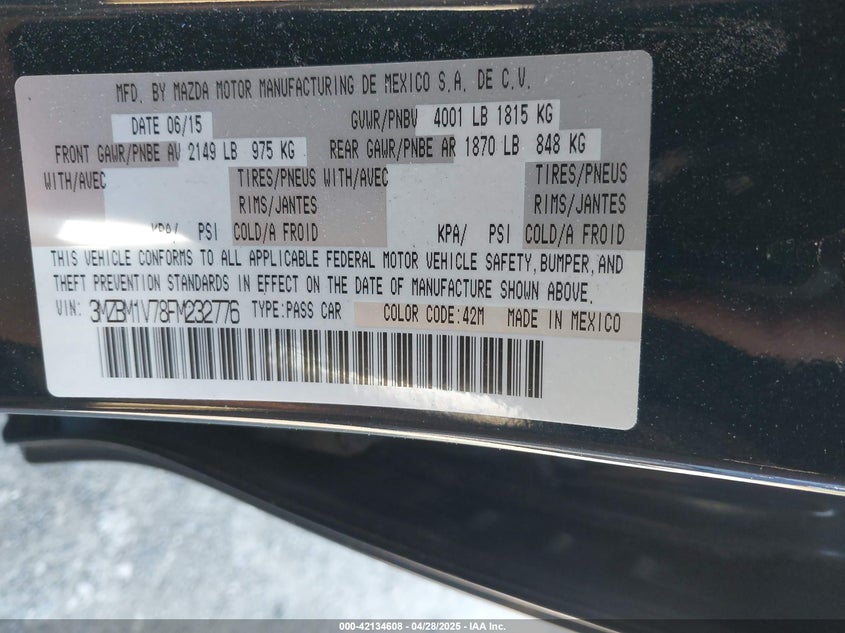 MFD. BY MAZDA MOTOR MANUFACTURING DE MEXICO S.A. DE C.V.
DATE 06/15 GVWR/PNBV 4001 LB 1815 KG
FRONT GAWR/PNBE AV 2149 LB 975 KG REAR GAWR/PNBE AR 1870 LB 848 KG
WITH/AVEC TIRES/PNEUS WITH/AVEC TIRES/PNEUS
RIMS/JANTES RIMS/JANTES
KPA/ PSI COLD/A FROID KPA/ PSI COLD/A FROID
THIS VEHICLE CONFORMS TO ALL APPLICABLE FEDERAL MOTOR VEHICLE SAFETY, BUMPER, AND
THEFT PREVENTION STANDARDS IN EFFECT ON THE DATE OF MANUFACTURE SHOWN ABOVE.
VIN: 3MZBM1V78FM232776 TYPE:PASS CAR COLOR CODE:42M MADE IN MEXICO
000-42134608 - 04/28/2025 - IAA Inc.